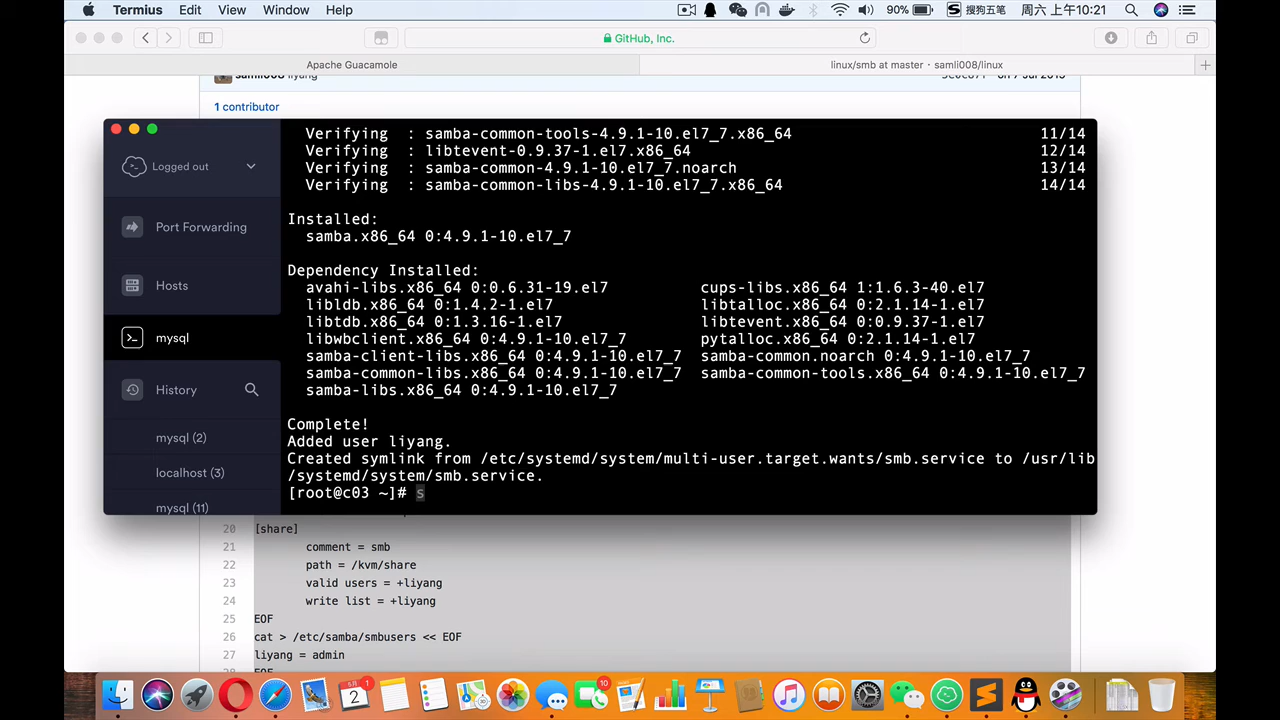 Termius Edit View Window Help 90% 搜狗五笔 周六 上午10:21
GitHub, Inc.
Apache Guacamole linux/smb at master · samli008/linux
samli008 liyang on 7 Jul 2019
1 contributor
Logged out
Port Forwarding
Hosts
mysql
History
mysql (2)
localhost (3)
mysql (11)
Verifying : samba-common-tools-4.9.1-10.el7_7.x86_64 11/14
Verifying : libtevent-0.9.37-1.el7.x86_64 12/14
Verifying : samba-common-4.9.1-10.el7_7.noarch 13/14
Verifying : samba-common-libs-4.9.1-10.el7_7.x86_64 14/14
Installed:
samba.x86_64 0:4.9.1-10.el7_7
Dependency Installed:
avahi-libs.x86_64 0:0.6.31-19.el7 cups-libs.x86_64 1:1.6.3-40.el7
libldb.x86_64 0:1.4.2-1.el7 libtalloc.x86_64 0:2.1.14-1.el7
libtdb.x86_64 0:1.3.16-1.el7 libtevent.x86_64 0:0.9.37-1.el7
libwbclient.x86_64 0:4.9.1-10.el7_7 pytalloc.x86_64 0:2.1.14-1.el7
samba-client-libs.x86_64 0:4.9.1-10.el7_7 samba-common.noarch 0:4.9.1-10.el7_7
samba-common-libs.x86_64 0:4.9.1-10.el7_7 samba-common-tools.x86_64 0:4.9.1-10.el7_7
samba-libs.x86_64 0:4.9.1-10.el7_7
Complete!
Added user liyang.
Created symlink from /etc/systemd/system/multi-user.target.wants/smb.service to /usr/lib
/systemd/system/smb.service.
[root@c03 ~]# s
20 [share]
21 comment = smb
22 path = /kvm/share
23 valid users = +liyang
24 write list = +liyang
25 EOF
26 cat > /etc/samba/smbusers << EOF
27 liyang = admin
28 EOF